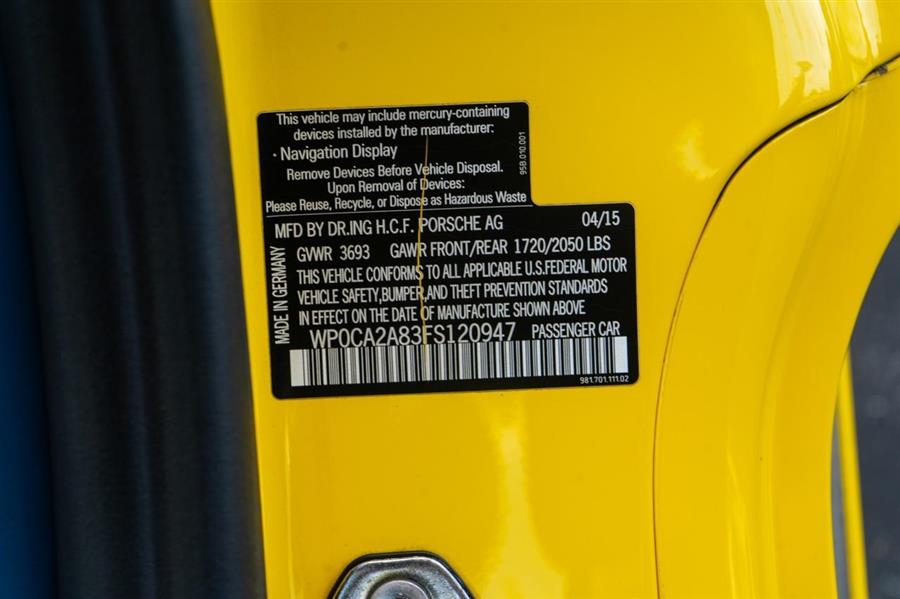 This vehicle may include mercury-containing
devices installed by the manufacturer:
· Navigation Display
Remove Devices Before Vehicle Disposal.
Upon Removal of Devices:
Please Reuse, Recycle, or Dispose as Hazardous Waste
95B.010.001
MFD BY DR.ING H.C.F. PORSCHE AG 04/15
GVWR 3693 GAWR FRONT/REAR 1720/2050 LBS
THIS VEHICLE CONFORMS TO ALL APPLICABLE U.S.FEDERAL MOTOR
VEHICLE SAFETY,BUMPER,AND THEFT PREVENTION STANDARDS
IN EFFECT ON THE DATE OF MANUFACTURE SHOWN ABOVE
WP0CA2A83FS120947 PASSENGER CAR
MADE IN GERMANY
981.701.111.02